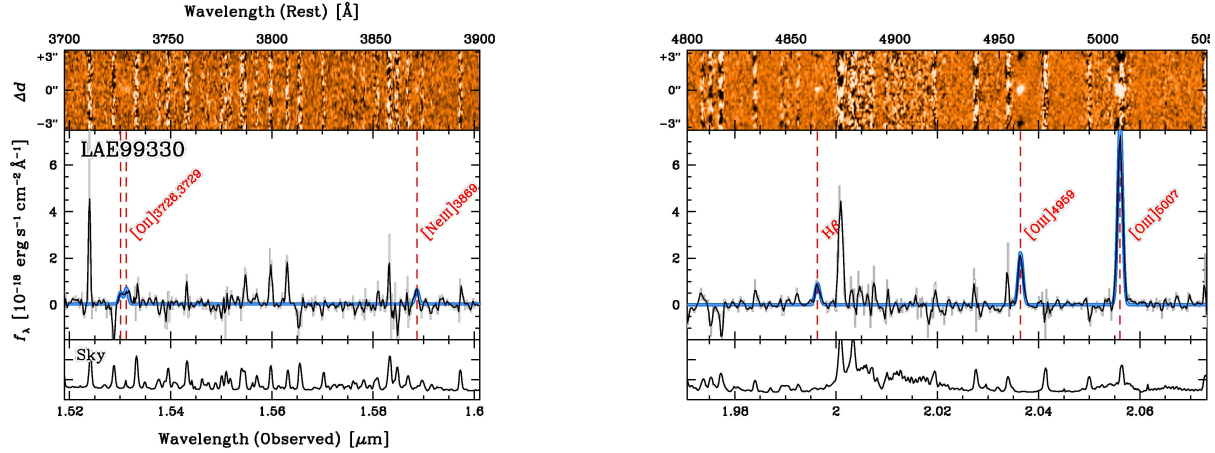 Wavelength (Rest) [Å]
3700 3750 3800 3850 3900
4800 4850 4900 4950 5000
+3″
0″
-3″
Δd
+3″
0″
-3″
LAE99330
[OII]3726,3729
[NeIII]3869
Hβ
[OIII]4959
[OIII]5007
6
4
2
0
6
4
2
0
f_λ [10⁻¹⁸ erg s⁻¹ cm⁻² Å⁻¹]
Sky
1.52 1.54 1.56 1.58 1.6
1.98 2 2.02 2.04 2.06
Wavelength (Observed) [μm]